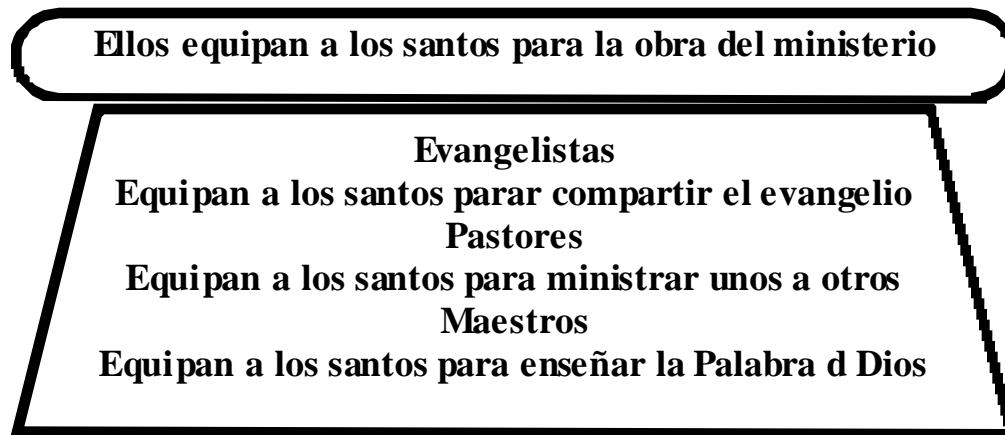 Ellos equipan a los santos para la obra del ministerio
Evangelistas
Equipan a los santos parar compartir el evangelio
Pastores
Equipan a los santos para ministrar unos a otros
Maestros
Equipan a los santos para enseñar la Palabra d Dios